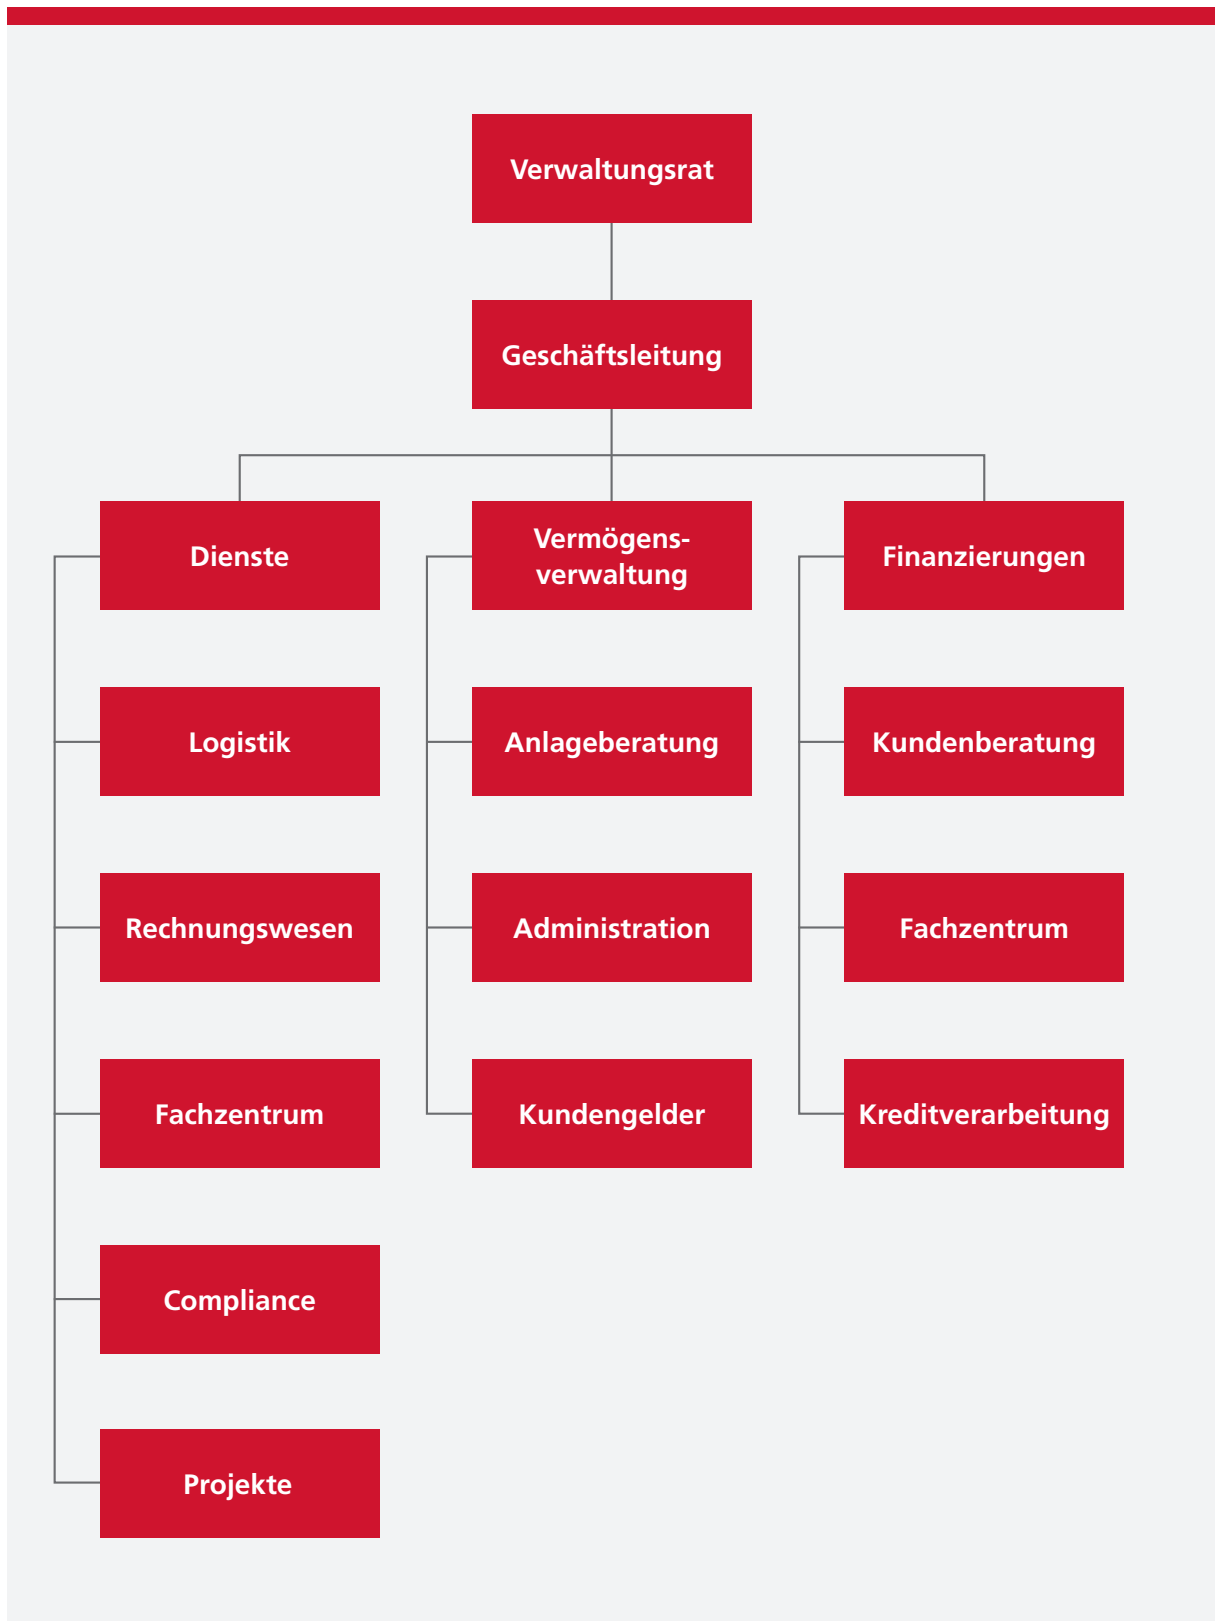 Verwaltungsrat
Geschäftsleitung
Dienste
Vermögens-
verwaltung
Finanzierungen
Logistik
Anlageberatung
Kundenberatung
Rechnungswesen
Administration
Fachzentrum
Fachzentrum
Kundengelder
Kreditverarbeitung
Compliance
Projekte